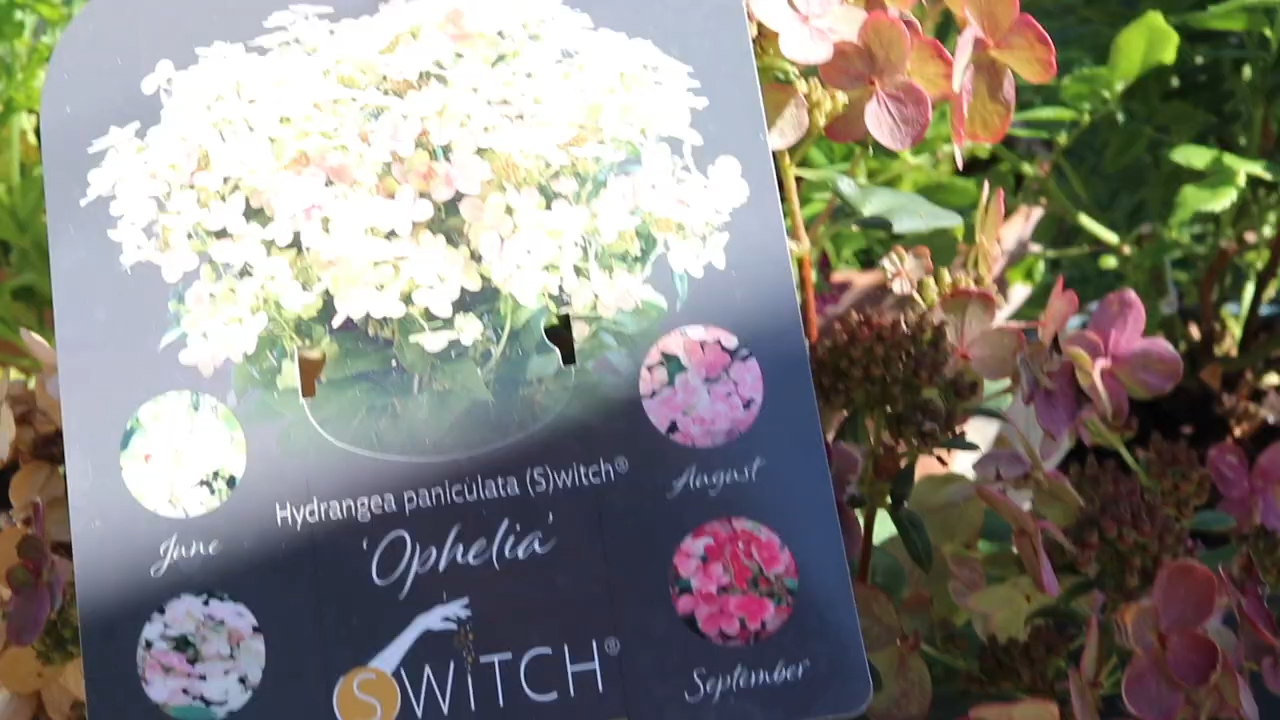 Hydrangea paniculata (S)witch®
'Ophelia'
June
August
September
SWiTCH®